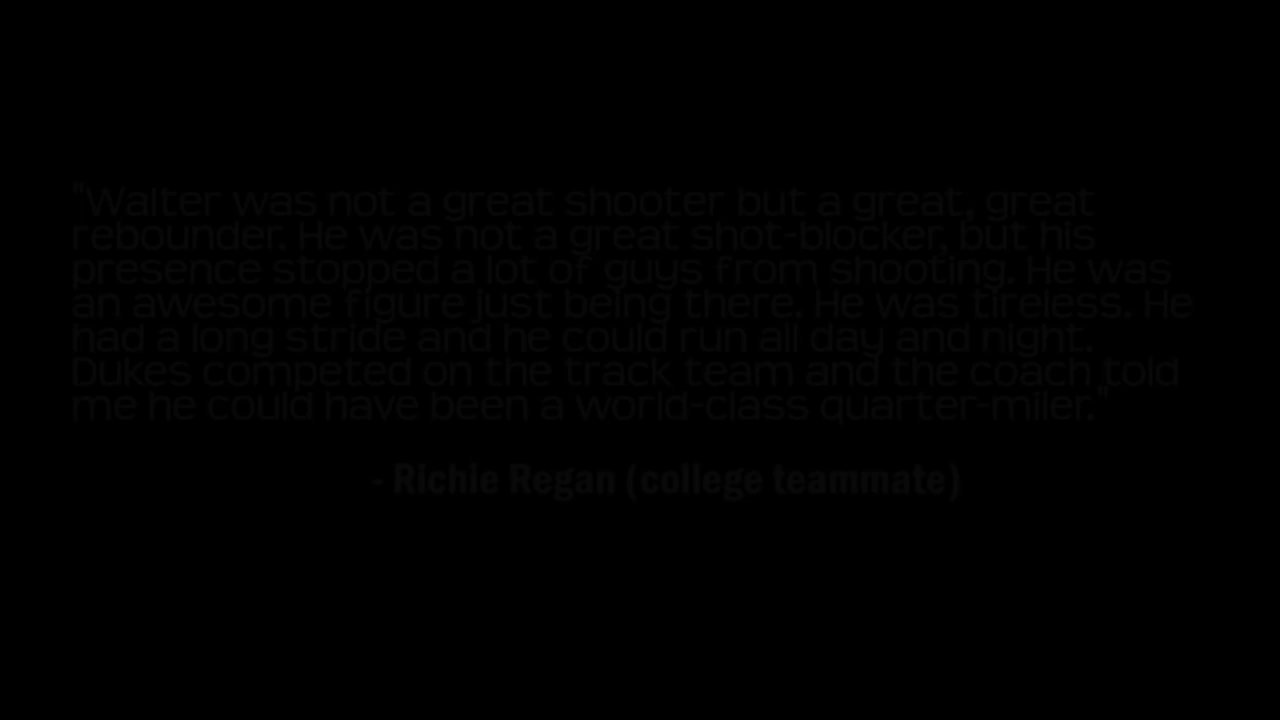 "Walter was not a great shooter but a great, great
rebounder. He was not a great shot-blocker, but his
presence stopped a lot of guys from shooting. He was
an awesome figure just being there. He was tireless. He
had a long stride and he could run all day and night.
Dukes competed on the track team and the coach told
me he could have been a world-class quarter-miler."
- Richie Regan (college teammate)